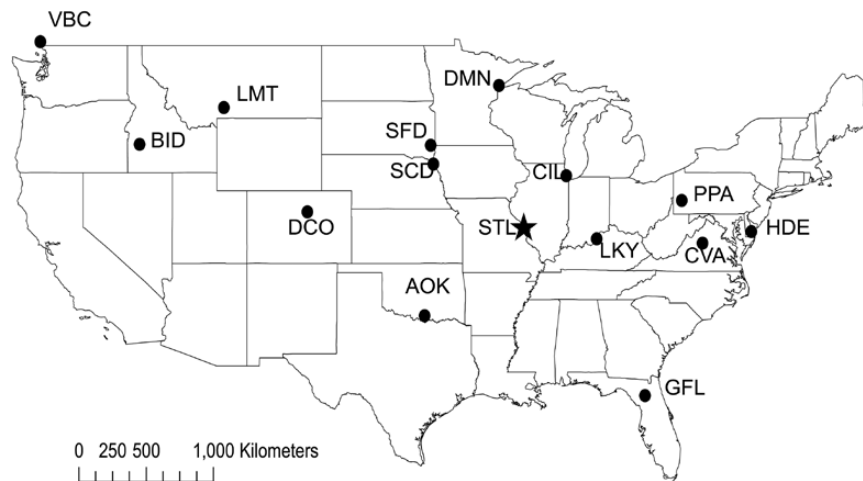 VBC
DMN
LMT
SFD
BID
SCD
CIL
PPA
DCO
STL
HDE
LKY
CVA
AOK
GFL
0 250 500 1,000 Kilometers